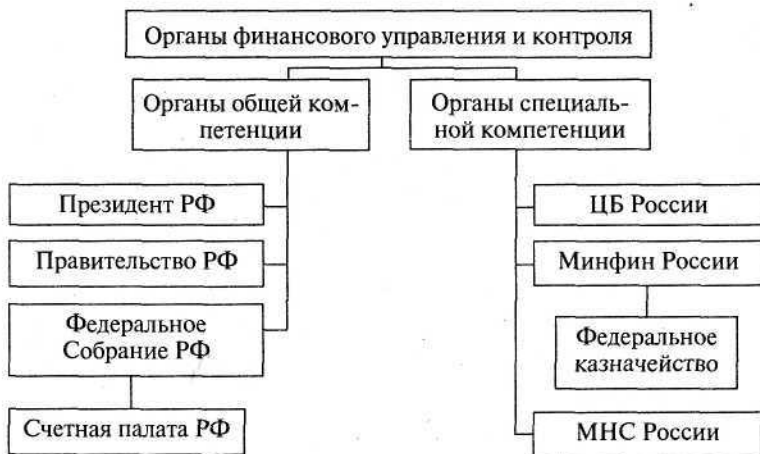 Органы финансового управления и контроля
Органы общей ком-
петенции
Органы специаль-
ной компетенции
Президент РФ
Правительство РФ
Федеральное
Собрание РФ
Счетная палата РФ
ЦБ России
Минфин России
Федеральное
казначейство
МНС России